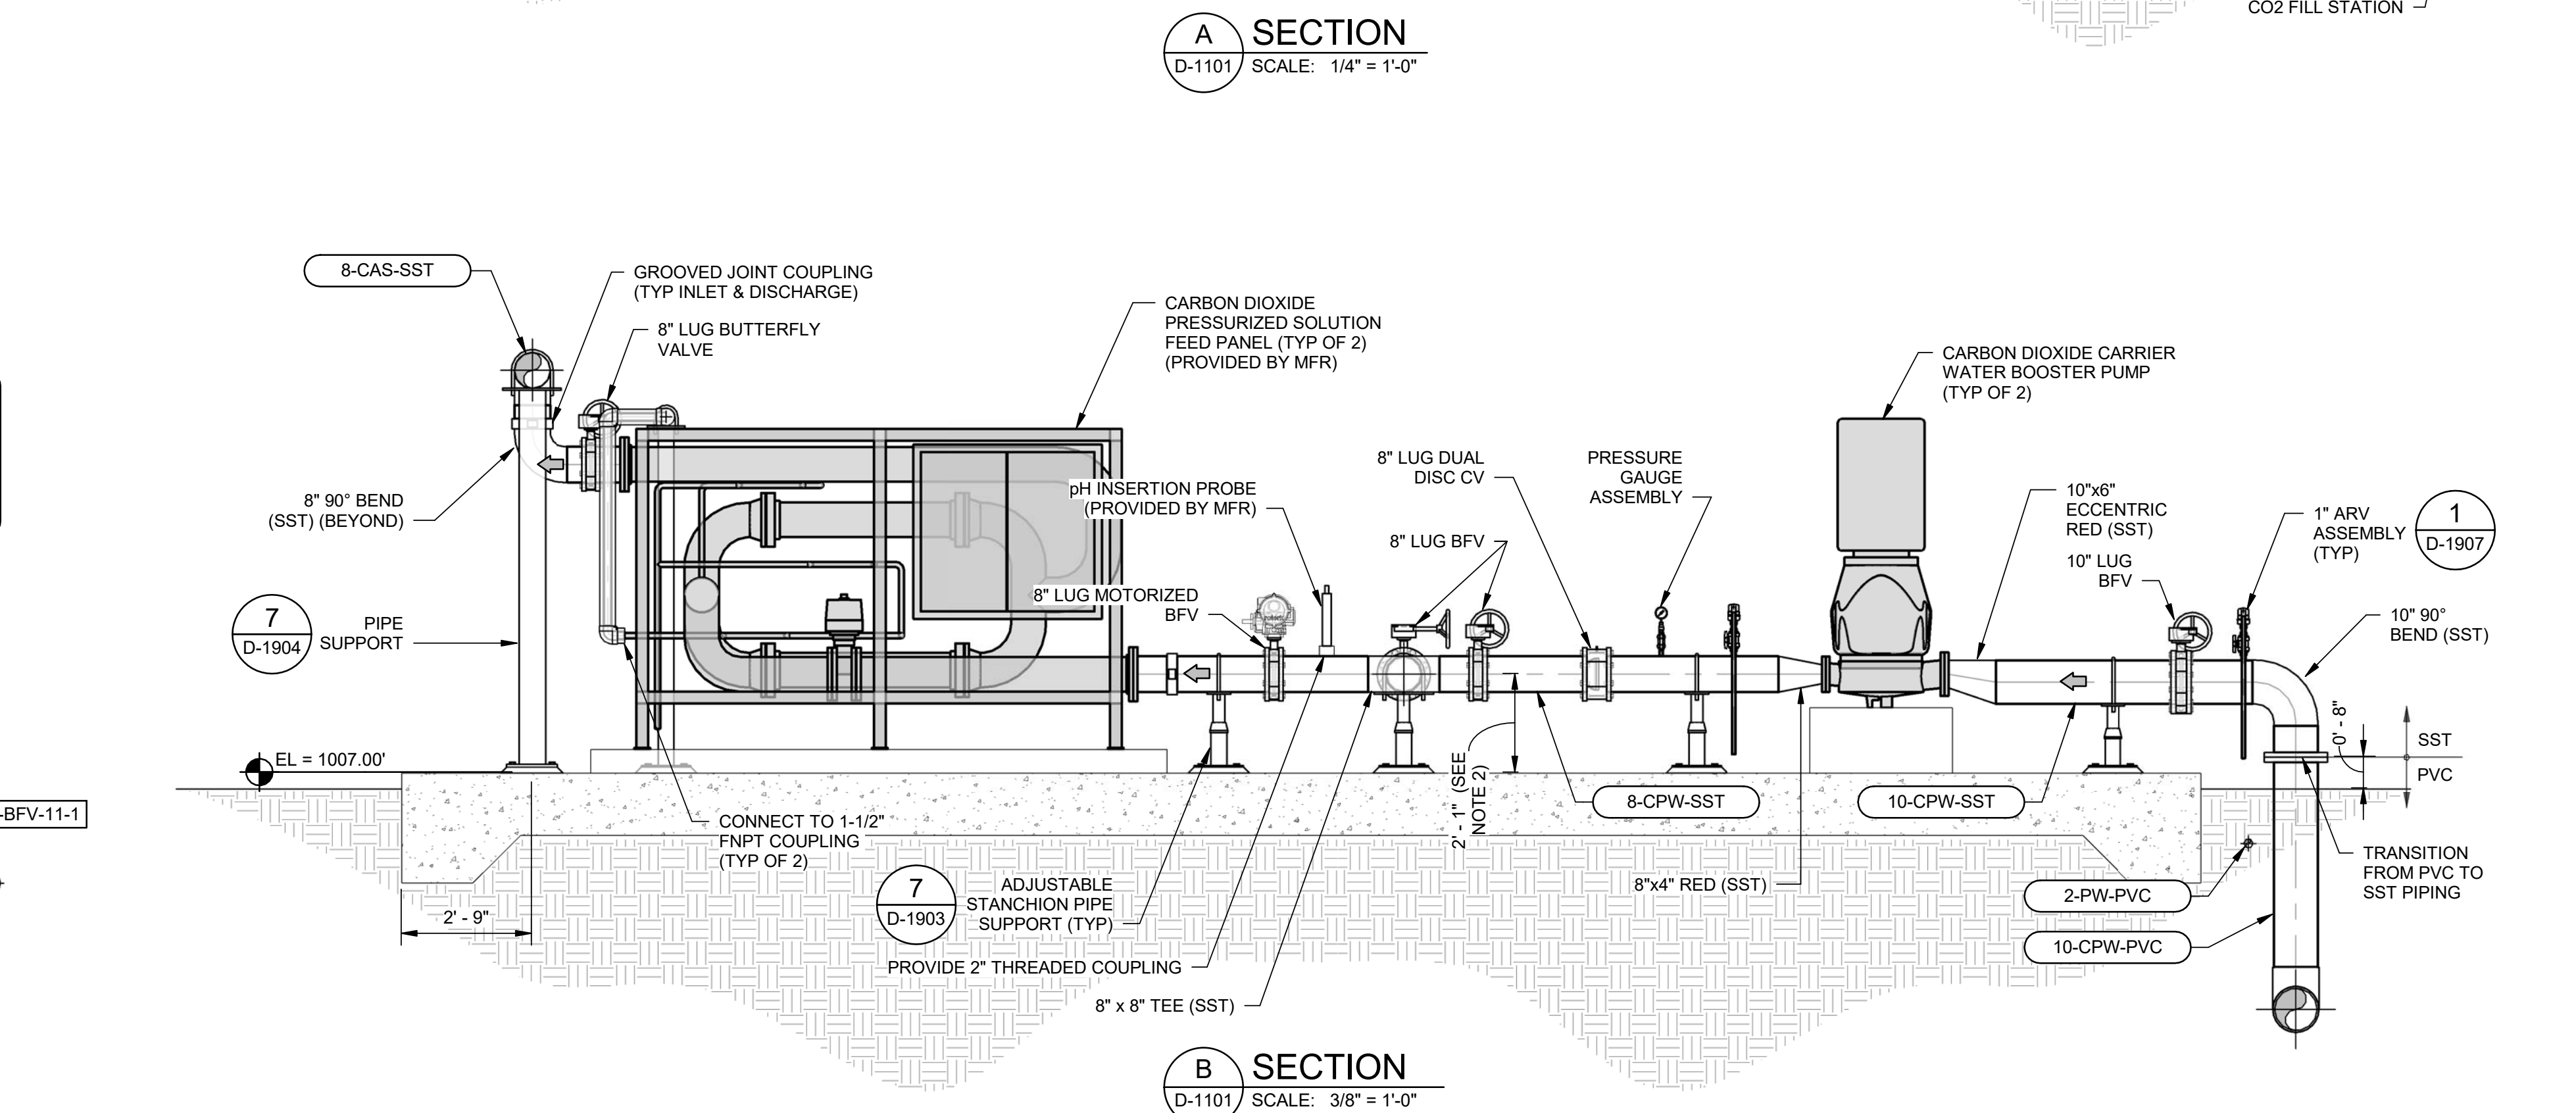 CO2 FILL STATION
A
D-1101
SECTION
SCALE: 1/4" = 1'-0"
8-CAS-SST
GROOVED JOINT COUPLING
(TYP INLET & DISCHARGE)
8" LUG BUTTERFLY
VALVE
CARBON DIOXIDE
PRESSURIZED SOLUTION
FEED PANEL (TYP OF 2)
(PROVIDED BY MFR)
CARBON DIOXIDE CARRIER
WATER BOOSTER PUMP
(TYP OF 2)
8" 90° BEND
(SST) (BEYOND)
pH INSERTION PROBE
(PROVIDED BY MFR)
8" LUG DUAL
DISC CV
PRESSURE
GAUGE
ASSEMBLY
10"x6"
ECCENTRIC
RED (SST)
1" ARV
ASSEMBLY
(TYP)
1
D-1907
8" LUG BFV
10" LUG
BFV
8" LUG MOTORIZED
BFV
7
D-1904
PIPE
SUPPORT
10" 90°
BEND (SST)
0' - 8"
SST
PVC
EL = 1007.00'
-BFV-11-1
2' - 1" (SEE
NOTE 2)
8-CPW-SST
10-CPW-SST
CONNECT TO 1-1/2"
FNPT COUPLING
(TYP OF 2)
2' - 9"
7
D-1903
ADJUSTABLE
STANCHION PIPE
SUPPORT (TYP)
8"x4" RED (SST)
TRANSITION
FROM PVC TO
SST PIPING
2-PW-PVC
10-CPW-PVC
PROVIDE 2" THREADED COUPLING
8" x 8" TEE (SST)
B
D-1101
SECTION
SCALE: 3/8" = 1'-0"